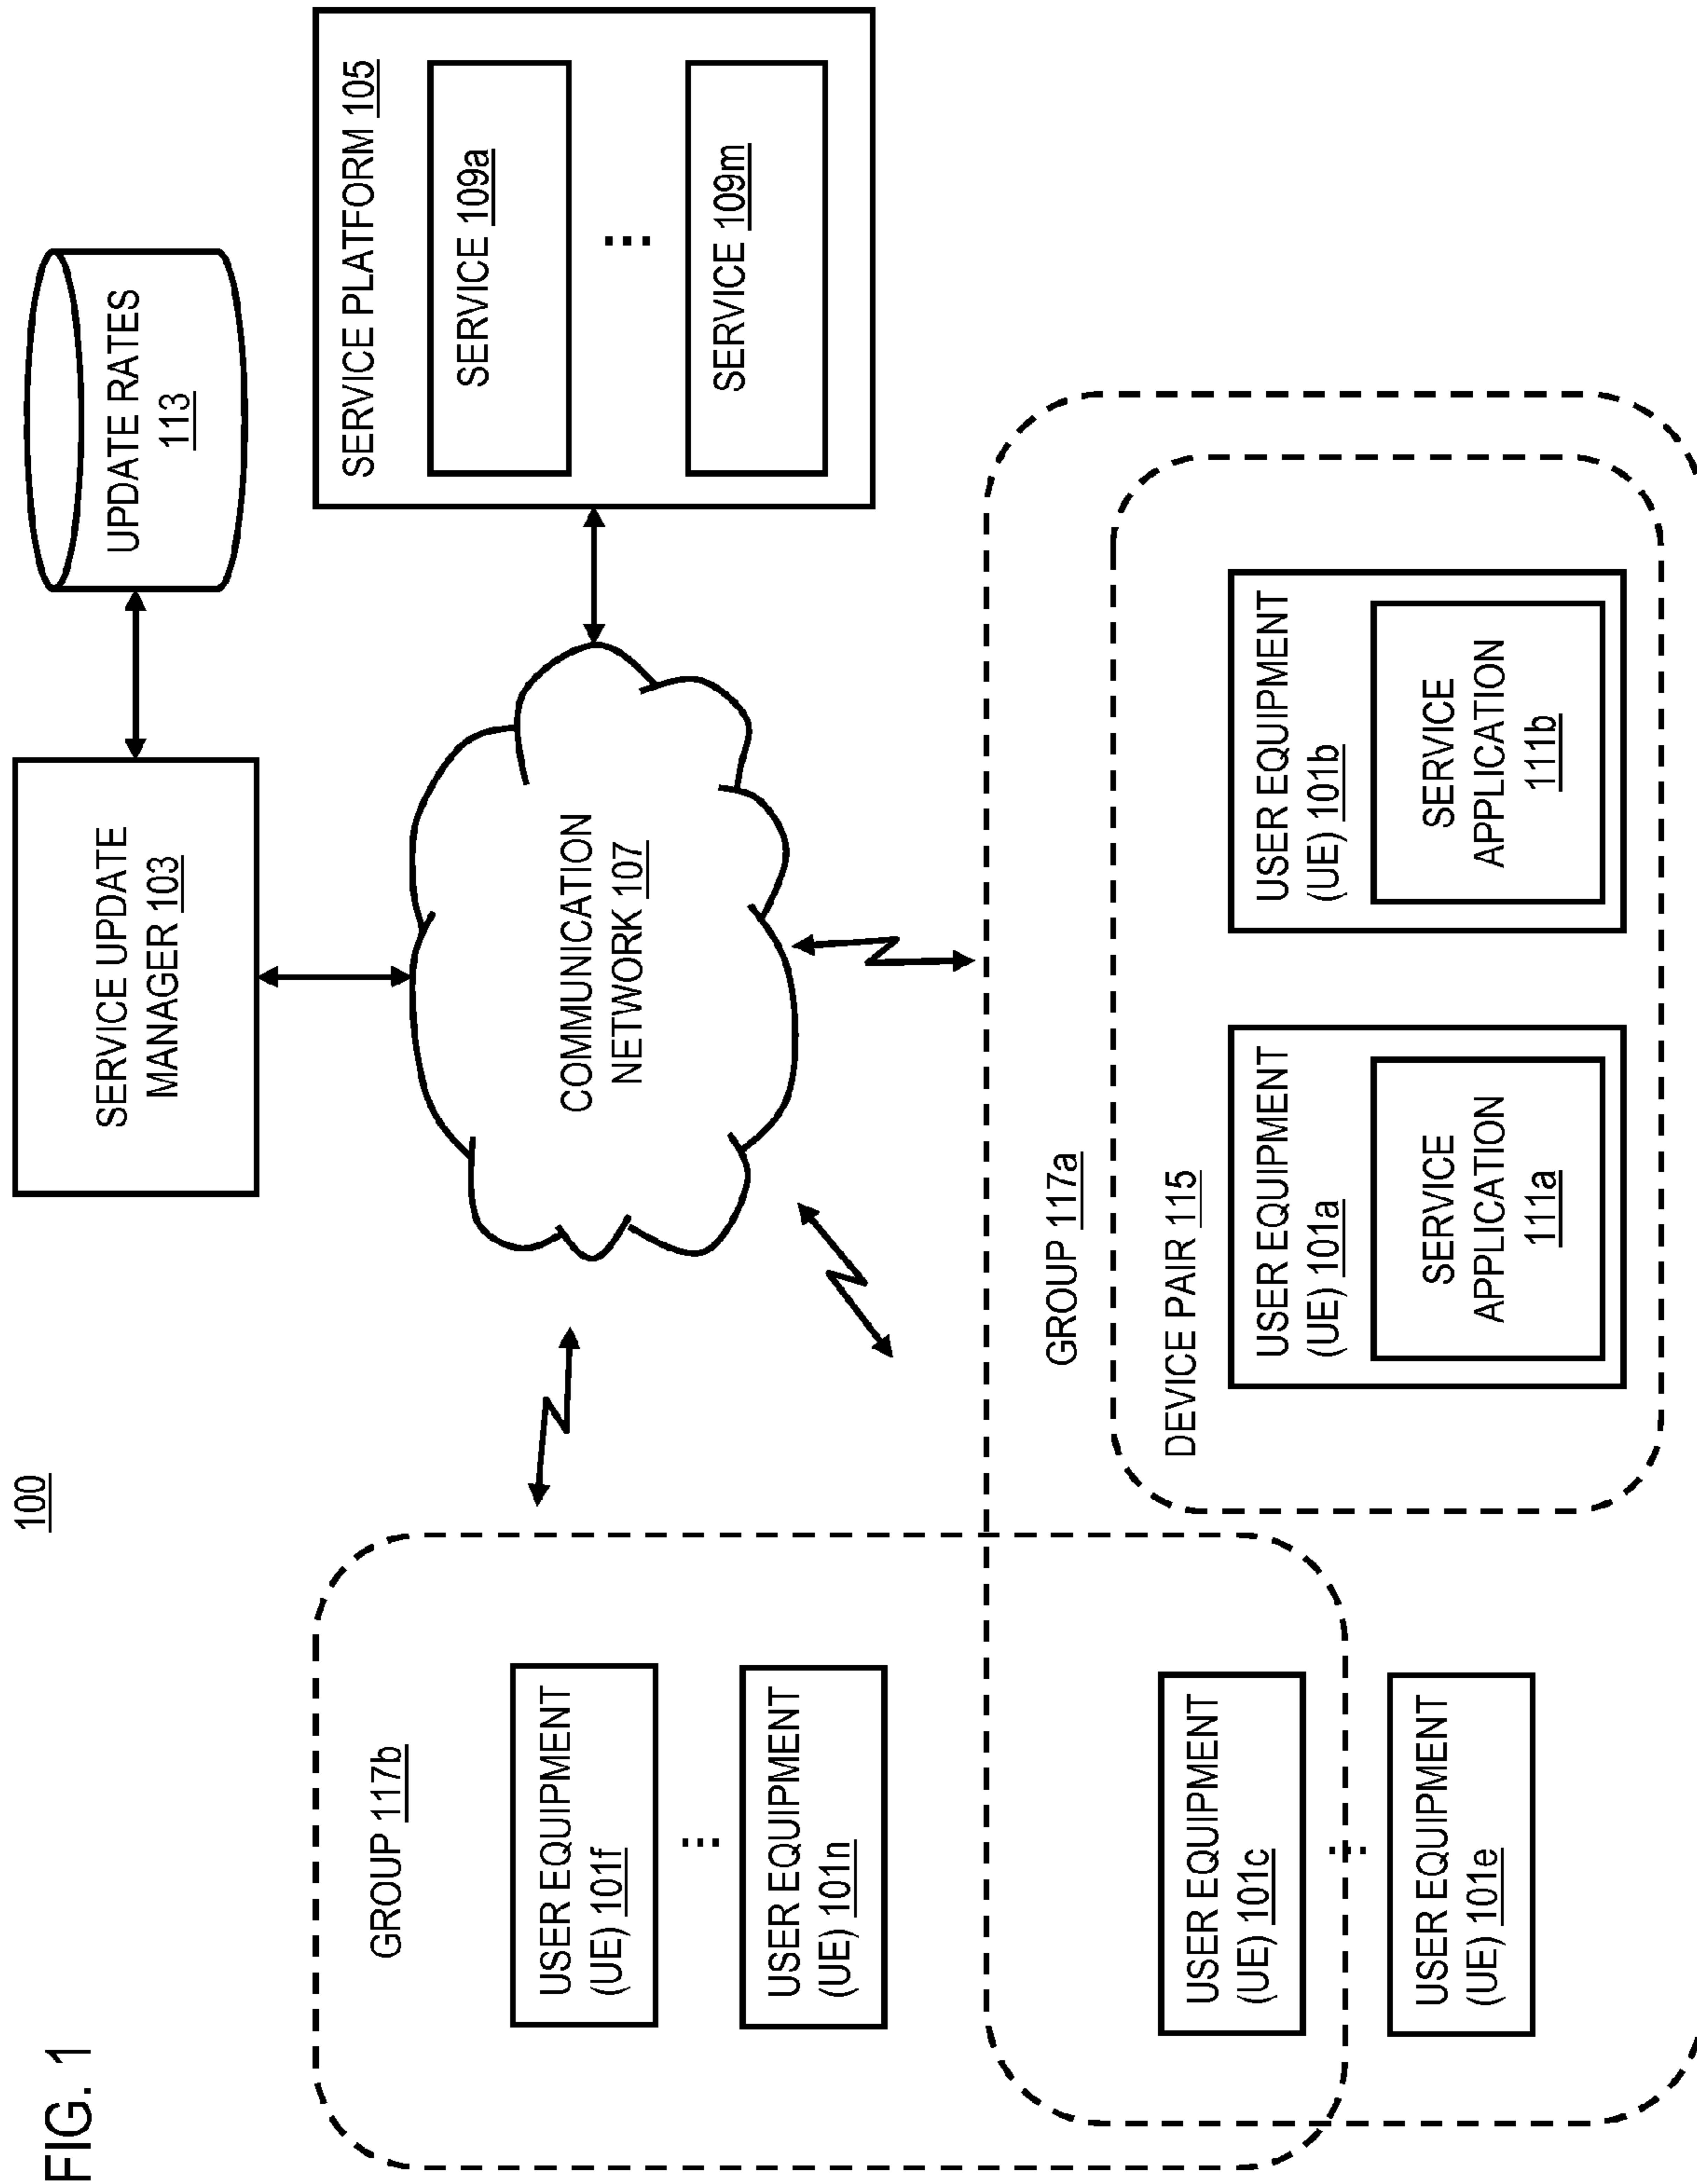 FIG. 1
100
SERVICE UPDATE
MANAGER 103
UPDATE RATES
113
COMMUNICATION
NETWORK 107
SERVICE PLATFORM 105
SERVICE 109a
...
SERVICE 109m
GROUP 117b
USER EQUIPMENT
(UE) 101f
...
USER EQUIPMENT
(UE) 101n
USER EQUIPMENT
(UE) 101c
...
USER EQUIPMENT
(UE) 101e
GROUP 117a
DEVICE PAIR 115
USER EQUIPMENT
(UE) 101a
SERVICE
APPLICATION
111a
USER EQUIPMENT
(UE) 101b
SERVICE
APPLICATION
111b